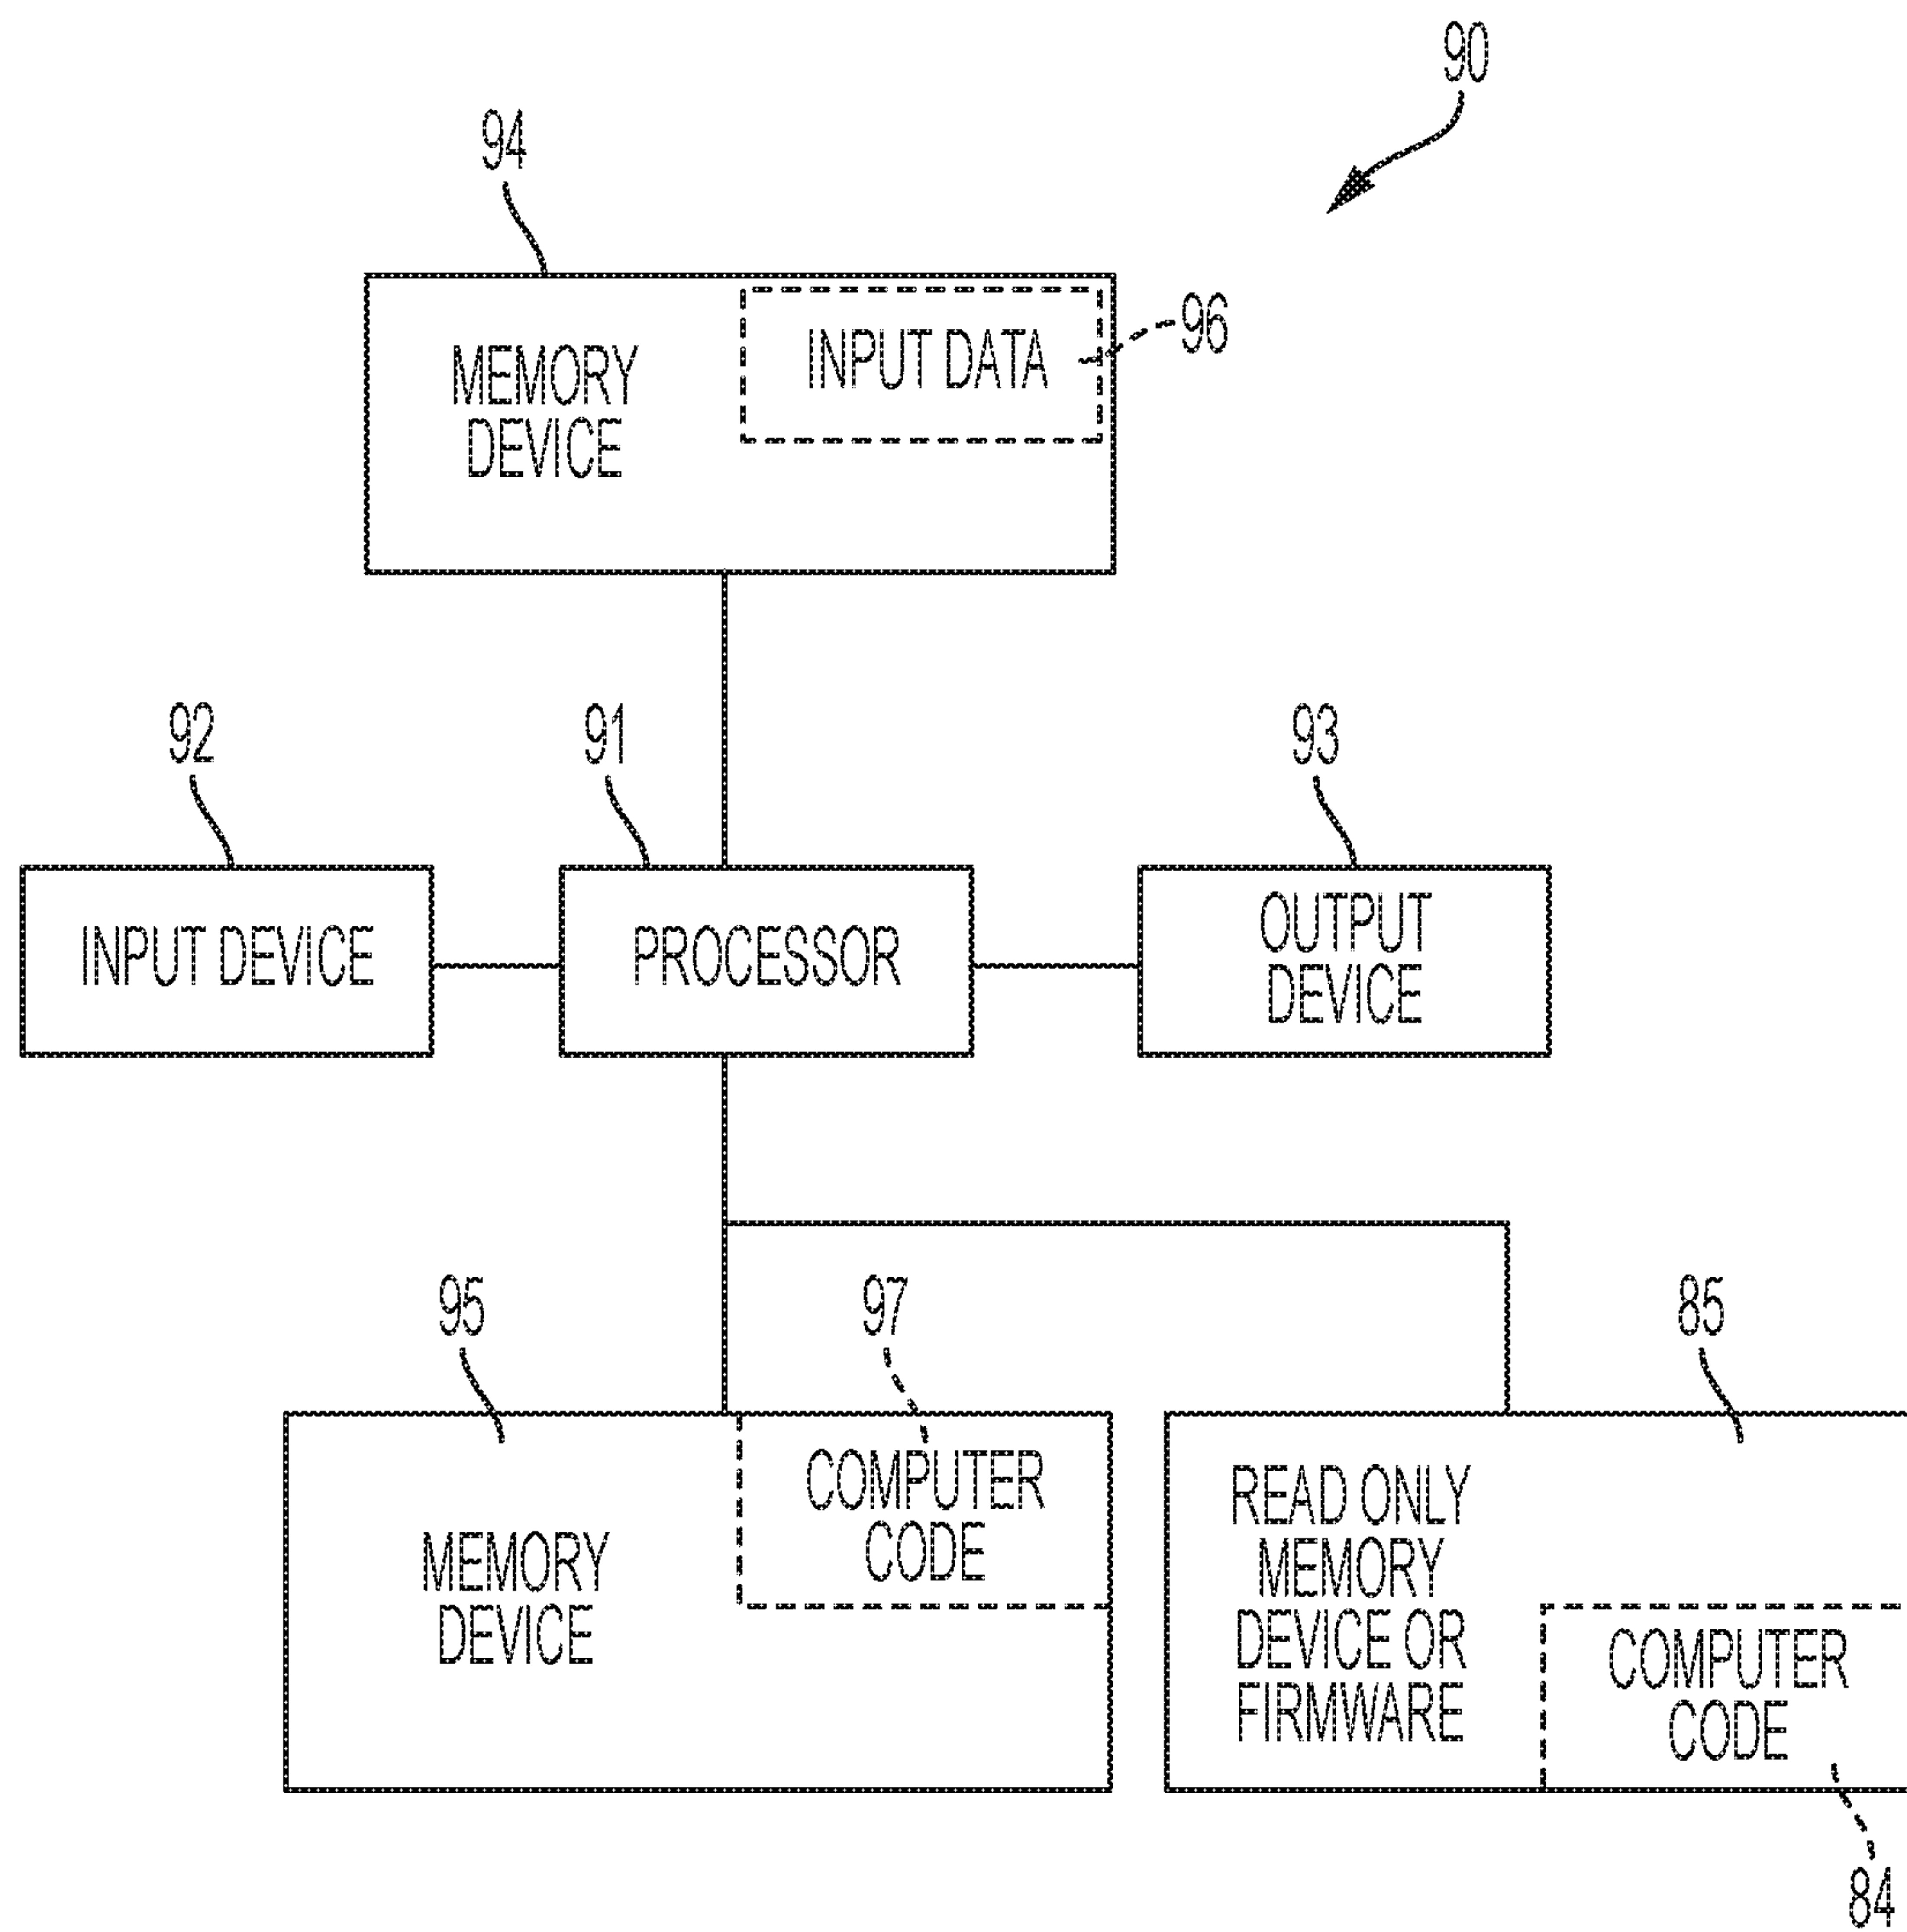 90
94
MEMORY
DEVICE
INPUT DATA
96
92
91
93
INPUT DEVICE
PROCESSOR
OUTPUT
DEVICE
95
97
85
MEMORY
DEVICE
COMPUTER
CODE
READ ONLY
MEMORY
DEVICE OR
FIRMWARE
COMPUTER
CODE
84